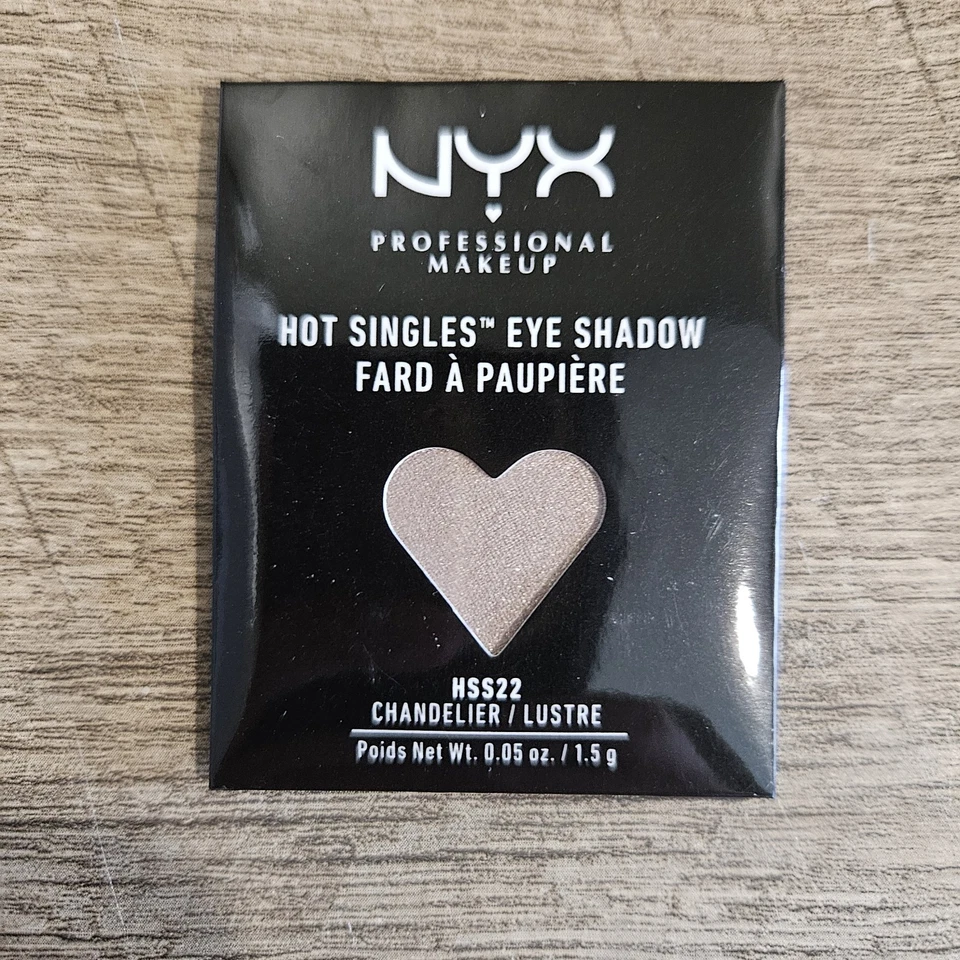 NYX
PROFESSIONAL
MAKEUP
HOT SINGLES™ EYE SHADOW
FARD À PAUPIÈRE
HSS22
CHANDELIER / LUSTRE
Poids Net Wt. 0.05 oz. / 1.5 g